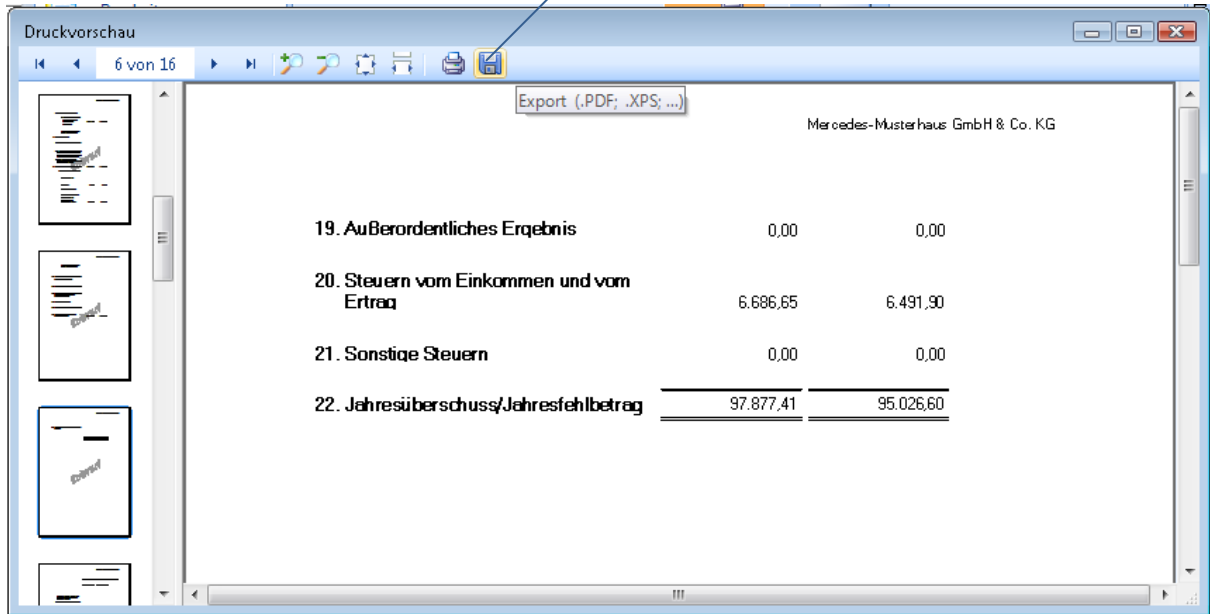 Druckvorschau
6 von 16
Export (.PDF; .XPS; ...)
Mercedes-Musterhaus GmbH & Co. KG
19. Außerordentliches Ergebnis 0,00 0,00
20. Steuern vom Einkommen und vom
Ertrag 6.686,65 6.491,90
21. Sonstige Steuern 0,00 0,00
22. Jahresüberschuss/Jahresfehlbetrag 97.877,41 95.026,60